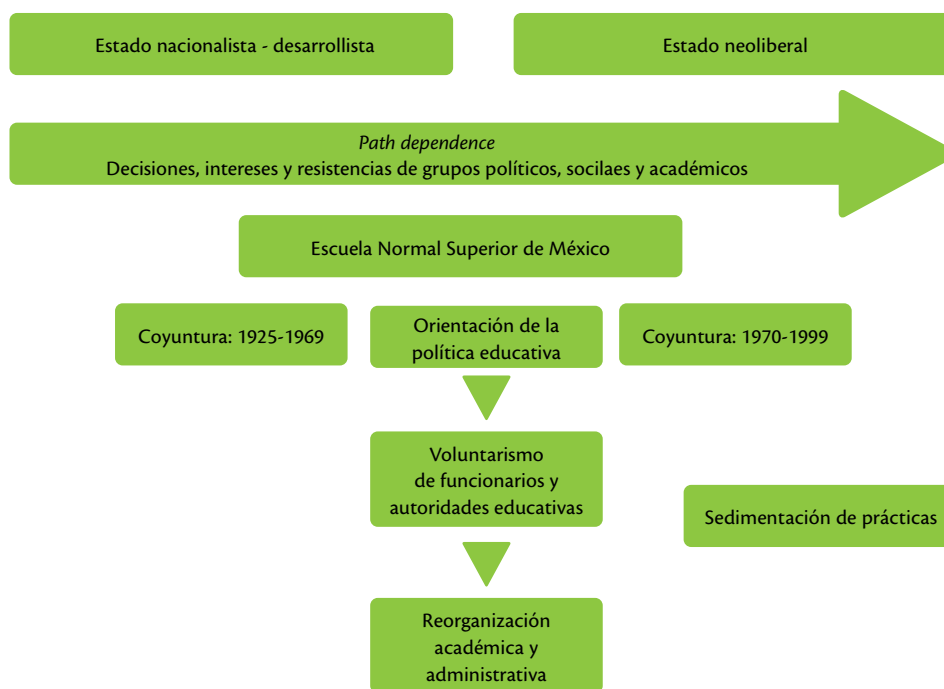 Estado nacionalista - desarrollista
Estado neoliberal
Path dependence
Decisiones, intereses y resistencias de grupos políticos, socilaes y académicos
Escuela Normal Superior de México
Coyuntura: 1925-1969
Orientación de la
política educativa
Coyuntura: 1970-1999
Voluntarismo
de funcionarios y
autoridades educativas
Sedimentación de prácticas
Reorganización
académica y
administrativa